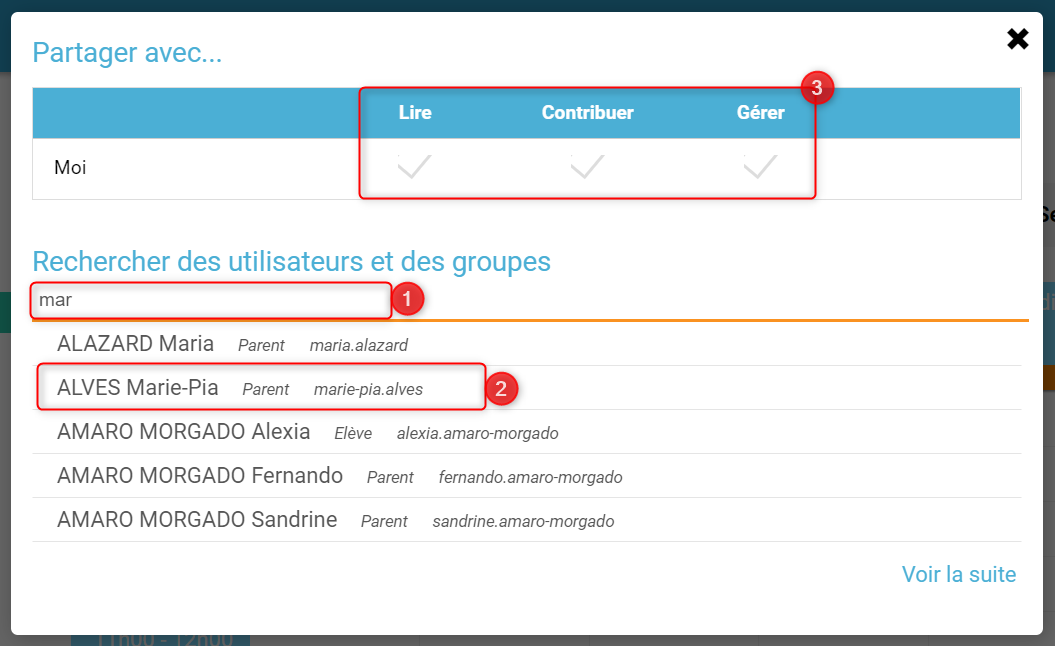 Partager avec...
Lire Contribuer Gérer 3
Moi
Rechercher des utilisateurs et des groupes
mar 1
ALAZARD Maria Parent maria.alazard
ALVES Marie-Pia Parent marie-pia.alves 2
AMARO MORGADO Alexia Elève alexia.amaro-morgado
AMARO MORGADO Fernando Parent fernando.amaro-morgado
AMARO MORGADO Sandrine Parent sandrine.amaro-morgado
Voir la suite
11h00 - 12h00